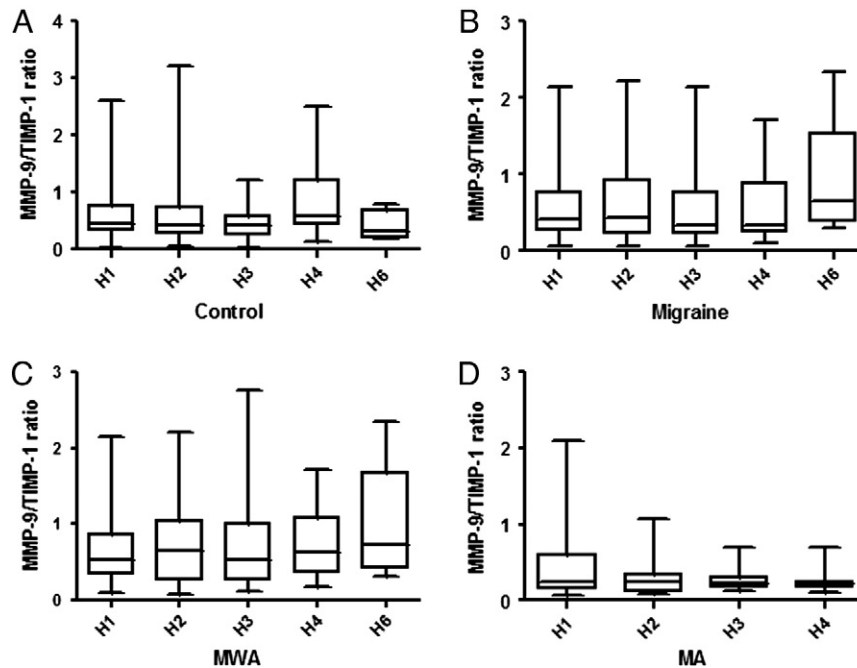 A
MMP-9/TIMP-1 ratio
4
3
2
1
0
H1 H2 H3 H4 H6
Control
B
MMP-9/TIMP-1 ratio
3
2
1
0
H1 H2 H3 H4 H6
Migraine
C
MMP-9/TIMP-1 ratio
3
2
1
0
H1 H2 H3 H4 H6
MWA
D
MMP-9/TIMP-1 ratio
3
2
1
0
H1 H2 H3 H4
MA